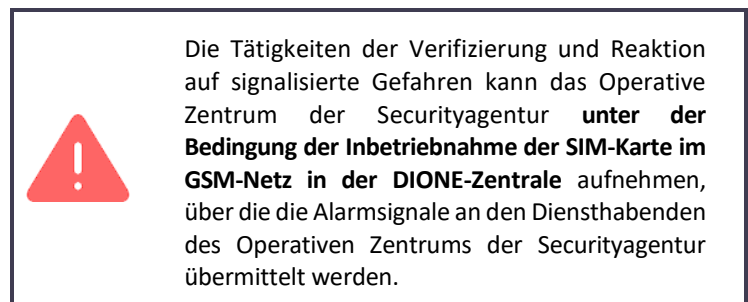 Die Tätigkeiten der Verifizierung und Reaktion
auf signalisierte Gefahren kann das Operative
Zentrum der Securityagentur unter der
Bedingung der Inbetriebnahme der SIM-Karte im
GSM-Netz in der DIONE-Zentrale aufnehmen,
über die die Alarmsignale an den Diensthabenden
des Operativen Zentrums der Securityagentur
übermittelt werden.